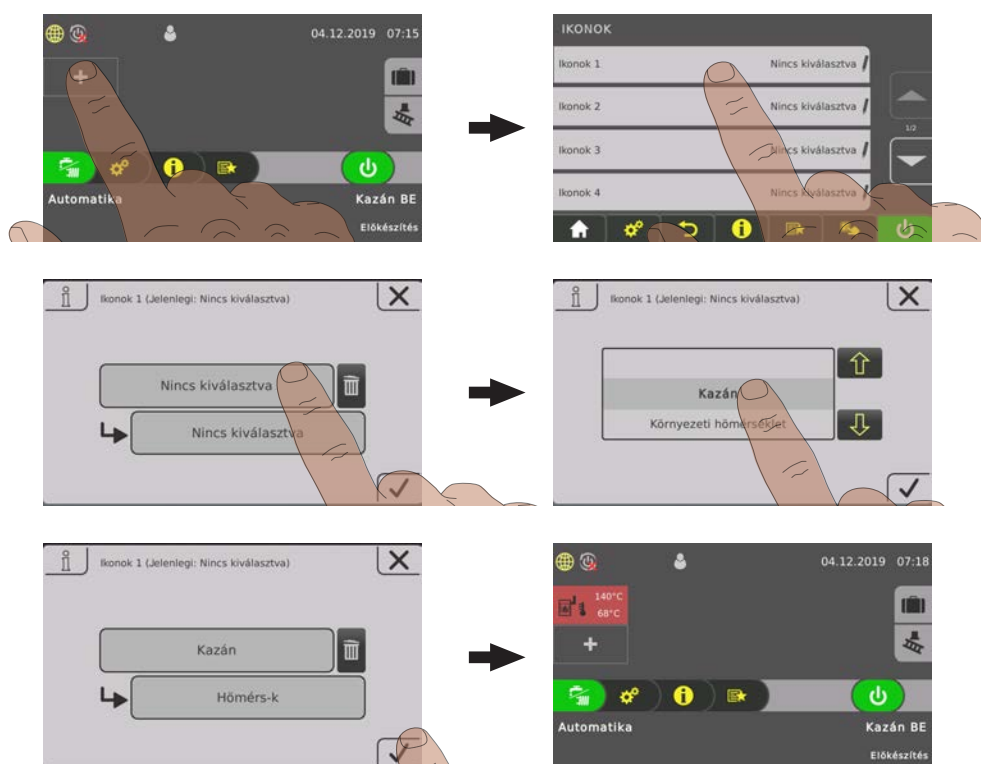 04.12.2019 07:15
+
Automatika
Kazán BE
Előkészítés
IKONOK
Ikonok 1 Nincs kiválasztva
Ikonok 2 Nincs kiválasztva
1/2
Ikonok 3 Nincs kiválasztva
Ikonok 4 Nincs kiválasztva
Ikonok 1 (Jelenlegi: Nincs kiválasztva)
Nincs kiválasztva
Nincs kiválasztva
Ikonok 1 (Jelenlegi: Nincs kiválasztva)
Kazán
Környezeti hömérséklet
Ikonok 1 (Jelenlegi: Nincs kiválasztva)
Kazán
Hömérs-k
04.12.2019 07:18
140°C
68°C
+
Automatika
Kazán BE
Előkészítés